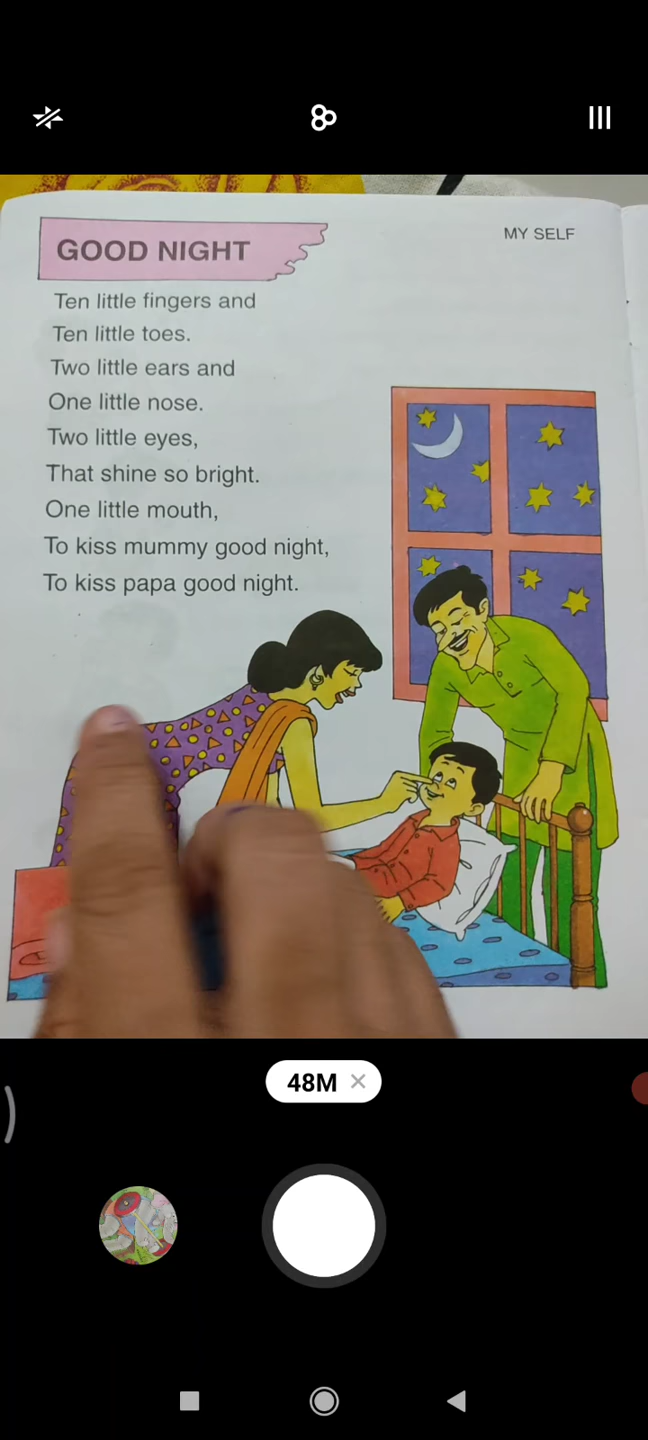 GOOD NIGHT
MY SELF
Ten little fingers and
Ten little toes.
Two little ears and
One little nose.
Two little eyes,
That shine so bright.
One little mouth,
To kiss mummy good night,
To kiss papa good night.
48M